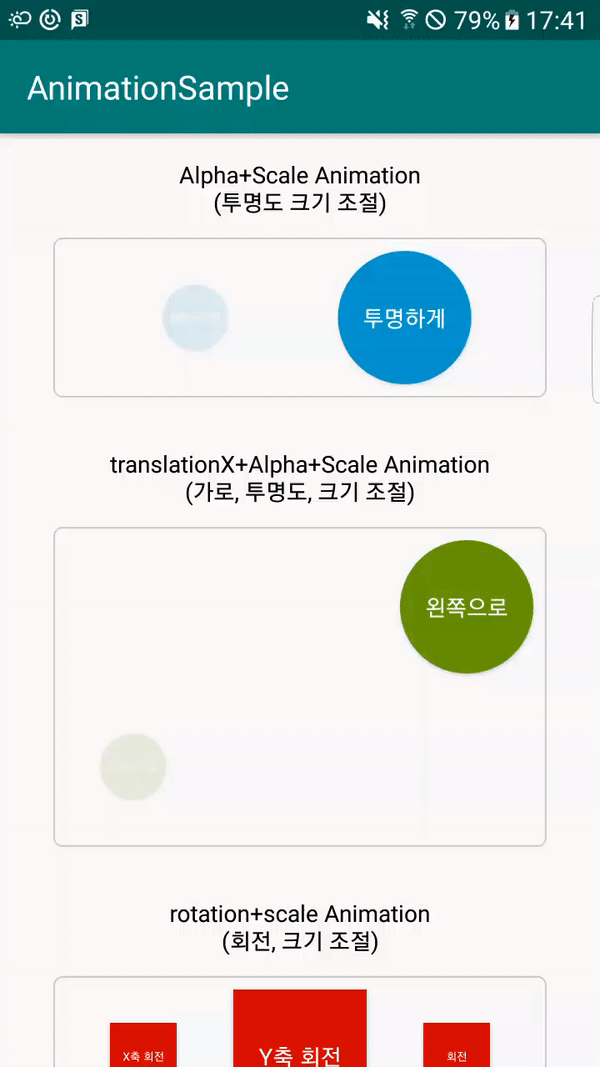 79% 17:41
AnimationSample
Alpha+Scale Animation
(투명도 크기 조절)
투명하게
translationX+Alpha+Scale Animation
(가로, 투명도, 크기 조절)
왼쪽으로
rotation+scale Animation
(회전, 크기 조절)
X축 회전
Y축 회전
회전